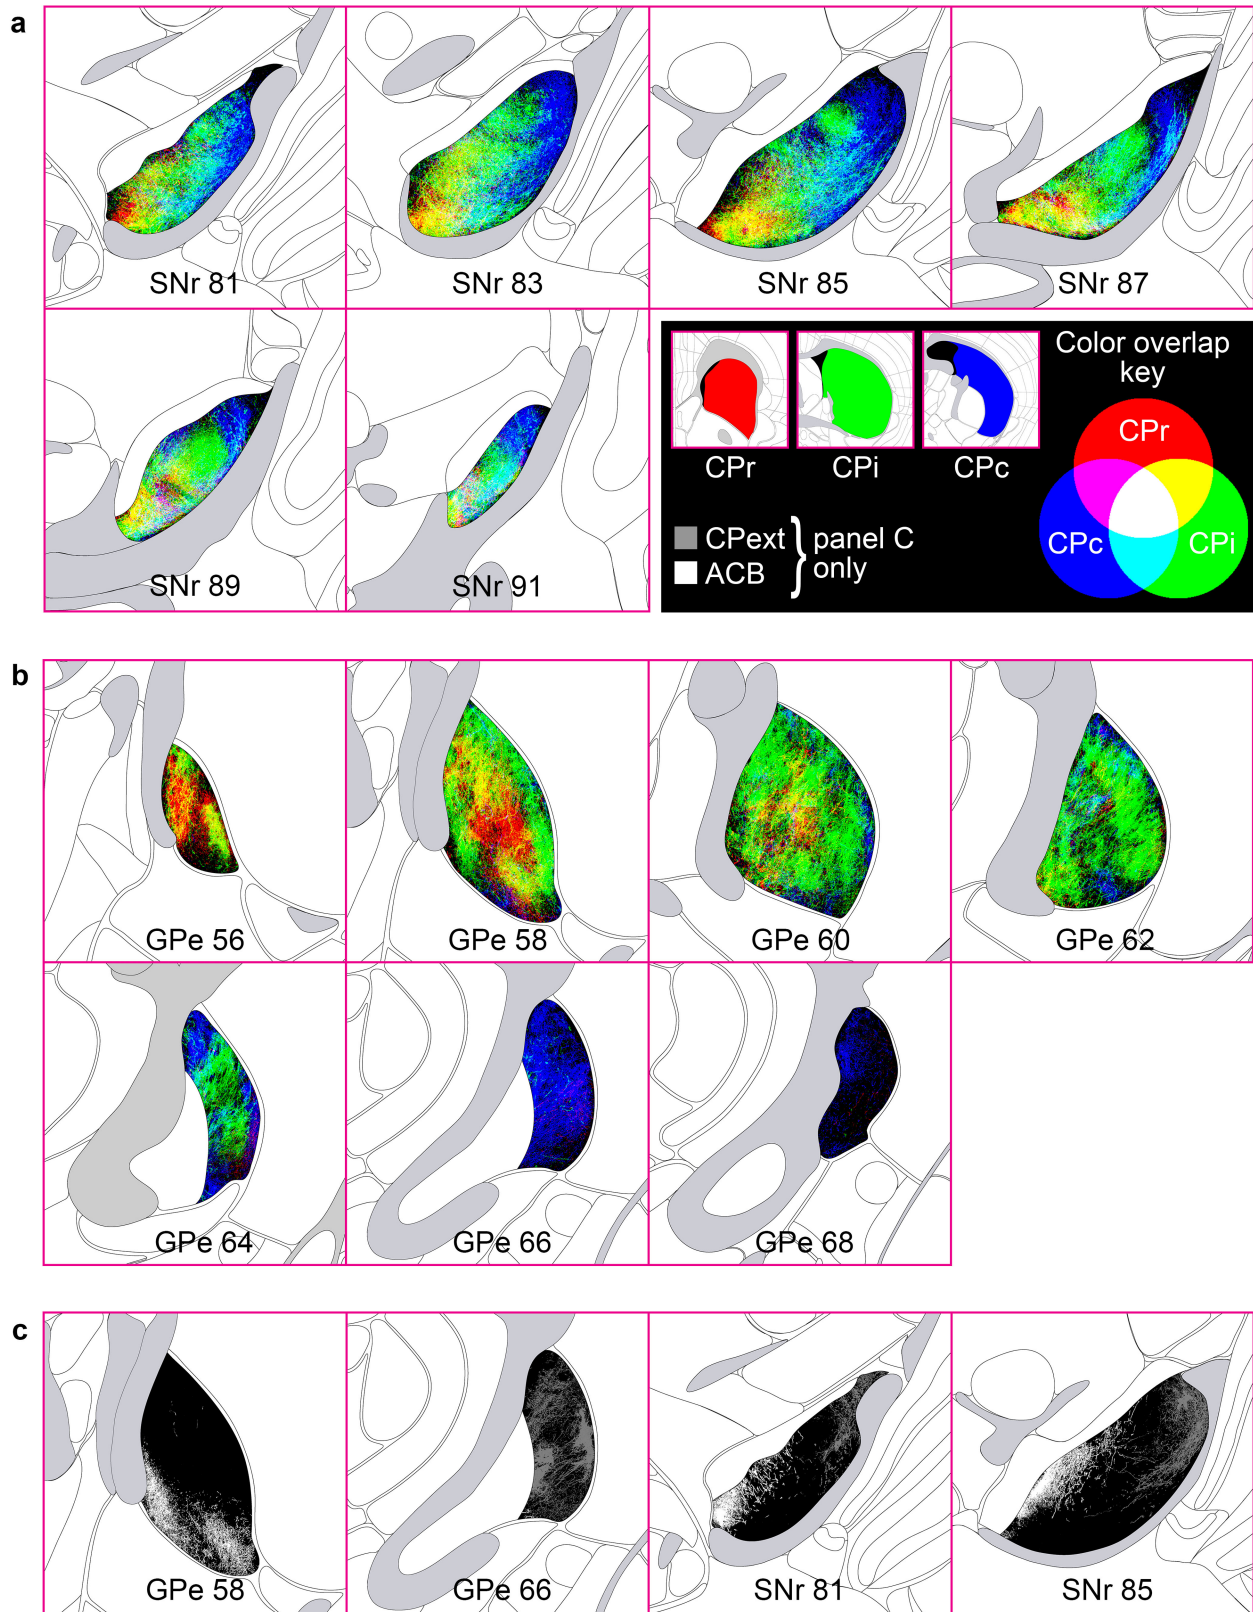 a
SNr 81
SNr 83
SNr 85
SNr 87
SNr 89
SNr 91
CPr
CPi
CPc
CPext
ACB
panel C
only
Color overlap
key
CPr
CPc
CPi
b
GPe 56
GPe 58
GPe 60
GPe 62
GPe 64
GPe 66
GPe 68
c
GPe 58
GPe 66
SNr 81
SNr 85